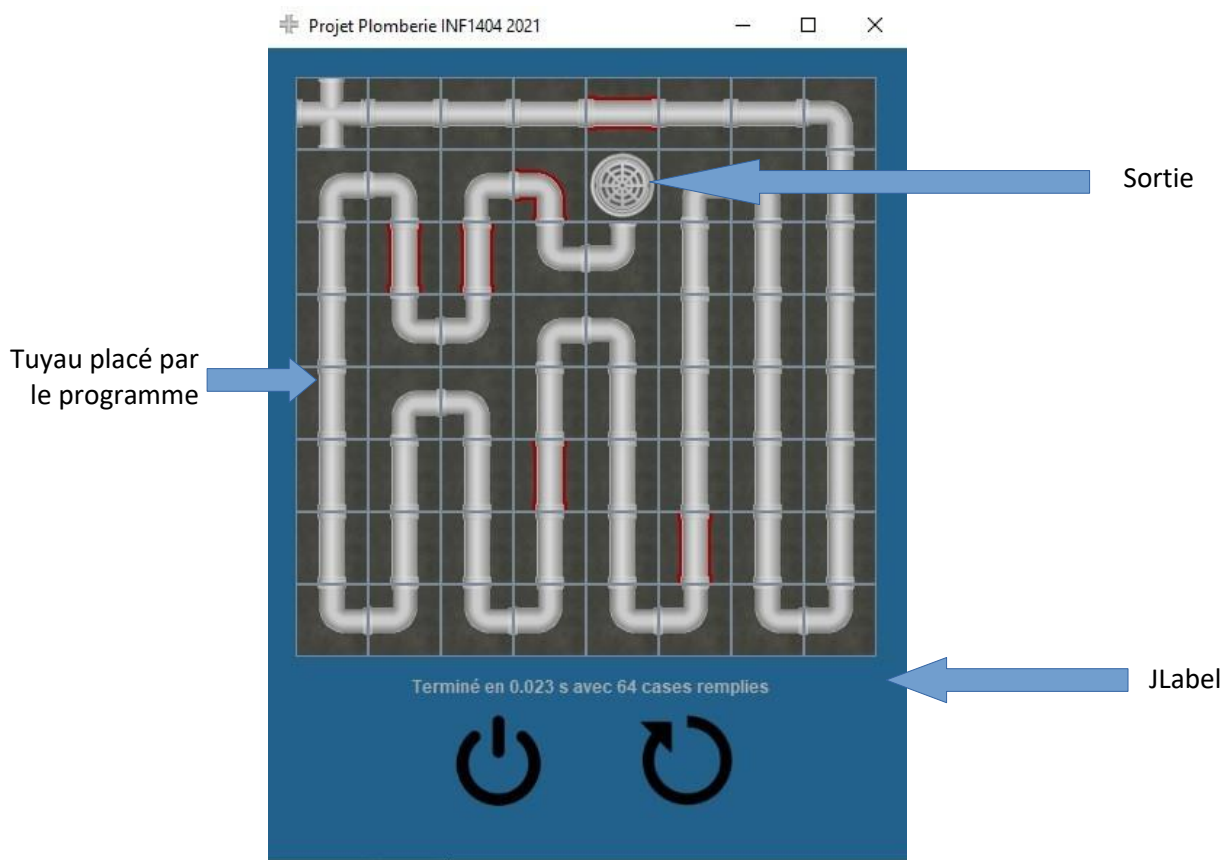 Projet Plomberie INF1404 2021
Sortie
Tuyau placé par
le programme
JLabel
Terminé en 0.023 s avec 64 cases remplies